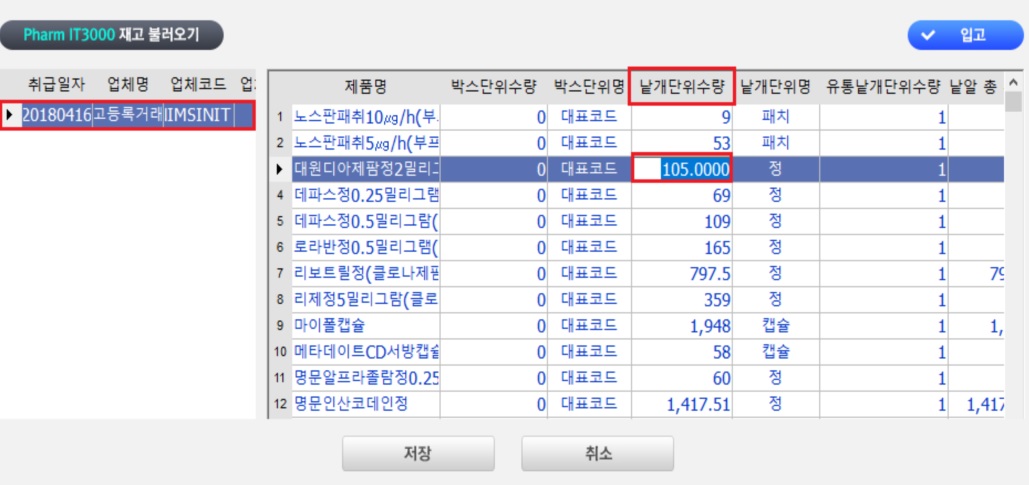 Pharm IT3000 재고 불러오기
입고
취급일자 업체명 업체코드
20180416 고등록거래 IIMSINIT
제품명 박스단위수량 박스단위명 낱개단위수량 낱개단위명 유통낱개단위수량 낱알 총
1 노스판패취10㎍/h(부 0 대표코드 9 패치 1
2 노스판패취5㎍/h(부프 0 대표코드 53 패치 1
대원디아제팜정2밀리그 0 대표코드 105.0000 정 1
4 데파스정0.25밀리그램 0 대표코드 69 정 1
5 데파스정0.5밀리그람( 0 대표코드 109 정 1
6 로라반정0.5밀리그램( 0 대표코드 165 정 1
7 리보트릴정(클로나제팜 0 대표코드 797.5 정 1 79
8 리제정5밀리그람(클로 0 대표코드 359 정 1
9 마이폴캡슐 0 대표코드 1,948 캡슐 1 1,
10 메타데이트CD서방캡슐 0 대표코드 58 캡슐 1
11 명문알프라졸람정0.25 0 대표코드 60 정 1
12 명문인산코데인정 0 대표코드 1,417.51 정 1 1,417
저장 취소